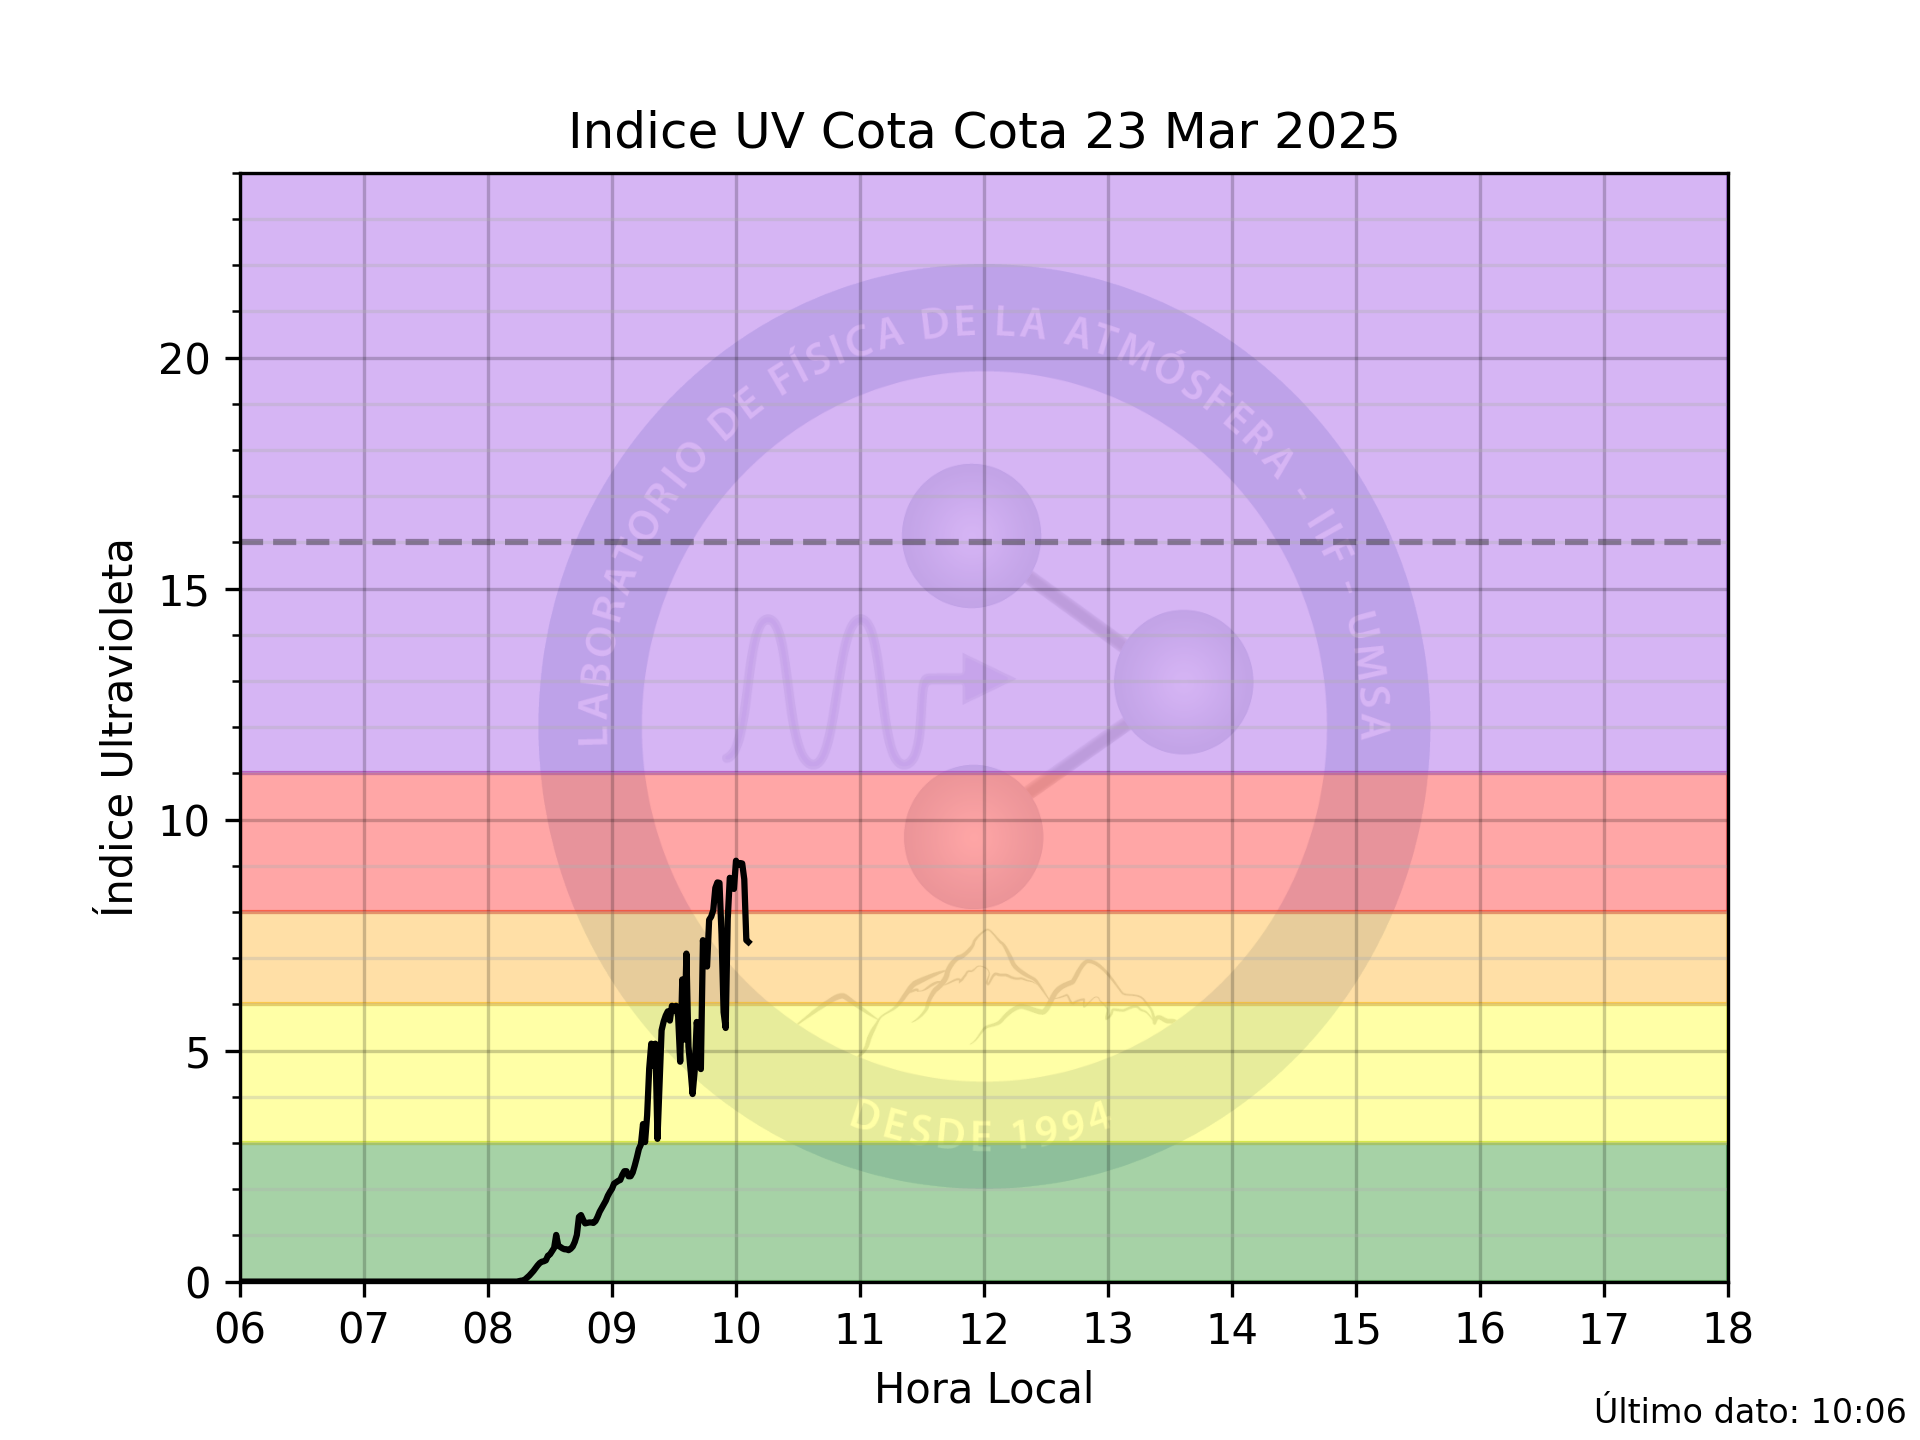 Indice UV Cota Cota 23 Mar 2025
LABORATORIO DE FÍSICA DE LA ATMÓSFERA - IIF - UMSA
DESDE 1994
Índice Ultravioleta
20
15
10
5
0
06 07 08 09 10 11 12 13 14 15 16 17 18
Hora Local
Último dato: 10:06